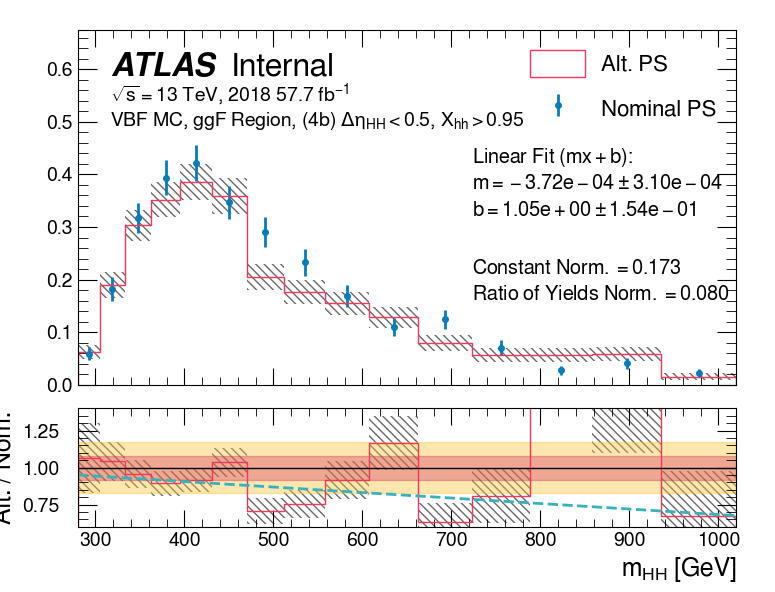 ATLAS Internal
√s = 13 TeV, 2018 57.7 fb⁻¹
VBF MC, ggF Region, (4b) Δη_HH < 0.5, X_hh > 0.95
Alt. PS
Nominal PS
Linear Fit (mx + b):
m = − 3.72e − 04 ± 3.10e − 04
b = 1.05e + 00 ± 1.54e − 01
Constant Norm. = 0.173
Ratio of Yields Norm. = 0.080
0.6
0.5
0.4
0.3
0.2
0.1
0.0
Alt. / Nom.
1.25
1.00
0.75
300 400 500 600 700 800 900 1000
m_HH [GeV]